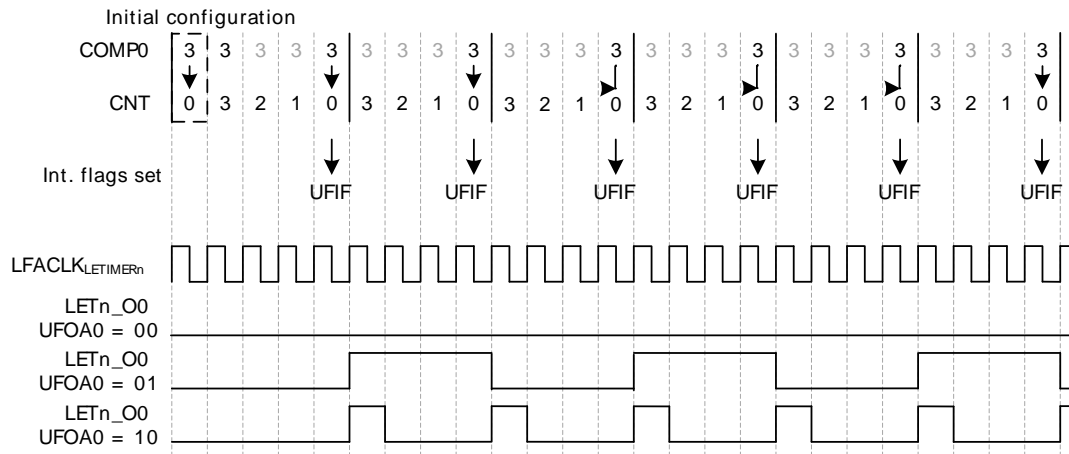 Initial configuration
COMP0 3 3 3 3 3 3 3 3 3 3 3 3 3 3 3 3 3 3 3 3 3 3 3 3 3
CNT 0 3 2 1 0 3 2 1 0 3 2 1 0 3 2 1 0 3 2 1 0 3 2 1 0
Int. flags set
UFIF UFIF UFIF UFIF UFIF UFIF
LFACLKLETIMERn
LETn_O0
UFOA0 = 00
LETn_O0
UFOA0 = 01
LETn_O0
UFOA0 = 10